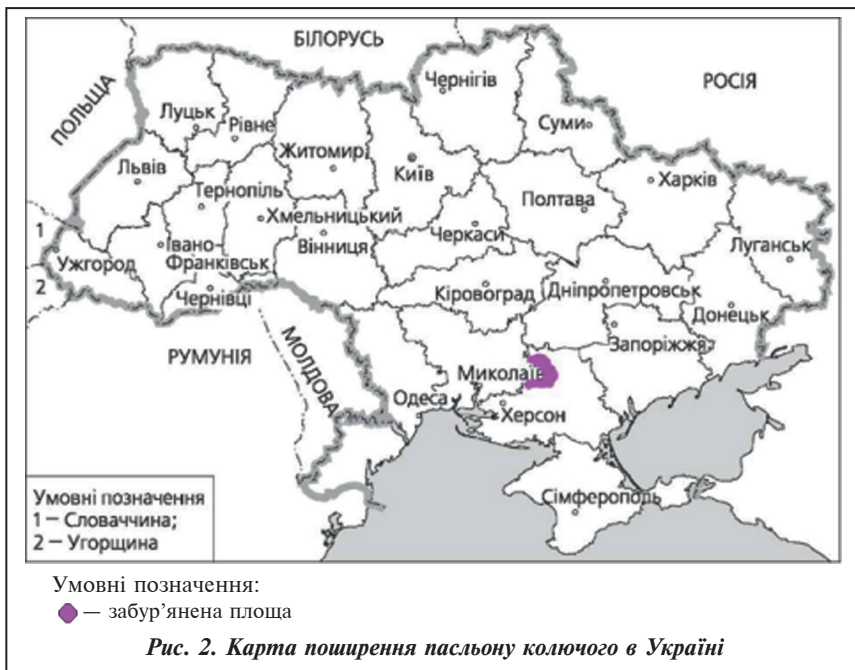 БІЛОРУСЬ
ПОЛЬЩА
РОСІЯ
Чернігів
Луцьк
Рівне
Суми
Житомир
Київ
Львів
Харків
Тернопіль
Полтава
Хмельницький
Черкаси
Луганськ
1
Івано-
Франківськ
Вінниця
Ужгород
2
Чернівці
Кіровоград
Дніпропетровськ
Донецьк
РУМУНІЯ
МОЛДОВА
Запоріжжя
Миколаїв
Одеса
Херсон
Сімферополь
Умовні позначення
1 – Словаччина;
2 – Угорщина
Умовні позначення:
— забур’янена площа
Рис. 2. Карта поширення пасльону колючого в Україні